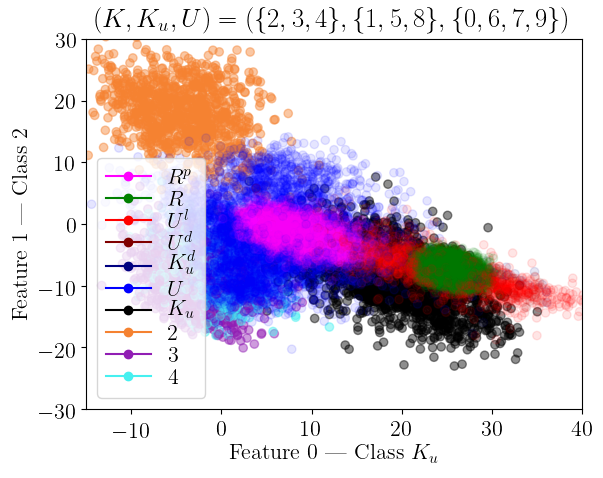 (K, K_u, U) = ({2, 3, 4}, {1, 5, 8}, {0, 6, 7, 9})
30
20
10
0
−10
−20
−30
Feature 1 — Class 2
R^p
R
U^l
U^d
K_u^d
U
K_u
2
3
4
−10
0
10
20
30
40
Feature 0 — Class K_u